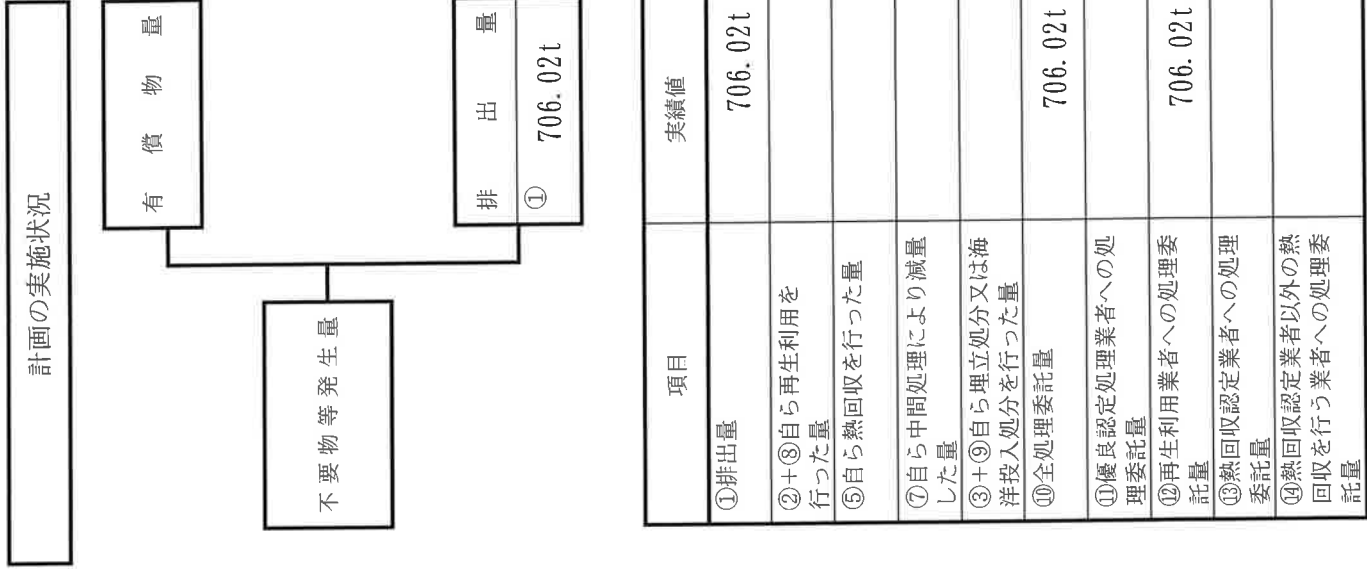 計画の実施状況
有償物量
不要物等発生量
排出量
① 706.02t
項目 実績値
①排出量 706.02t
②+⑧自ら再生利用を
行った量
⑤自ら熱回収を行った量
⑦自ら中間処理により減量
した量
③+⑨自ら埋立処分又は海
洋投入処分を行った量
⑩全処理委託量 706.02t
⑪優良認定処理業者への処
理委託量
⑫再生利用業者への処理委
託量 706.02t
⑬熱回収認定業者への処理
委託量
⑭熱回収認定業者以外の熱
回収を行う業者への処理委
託量